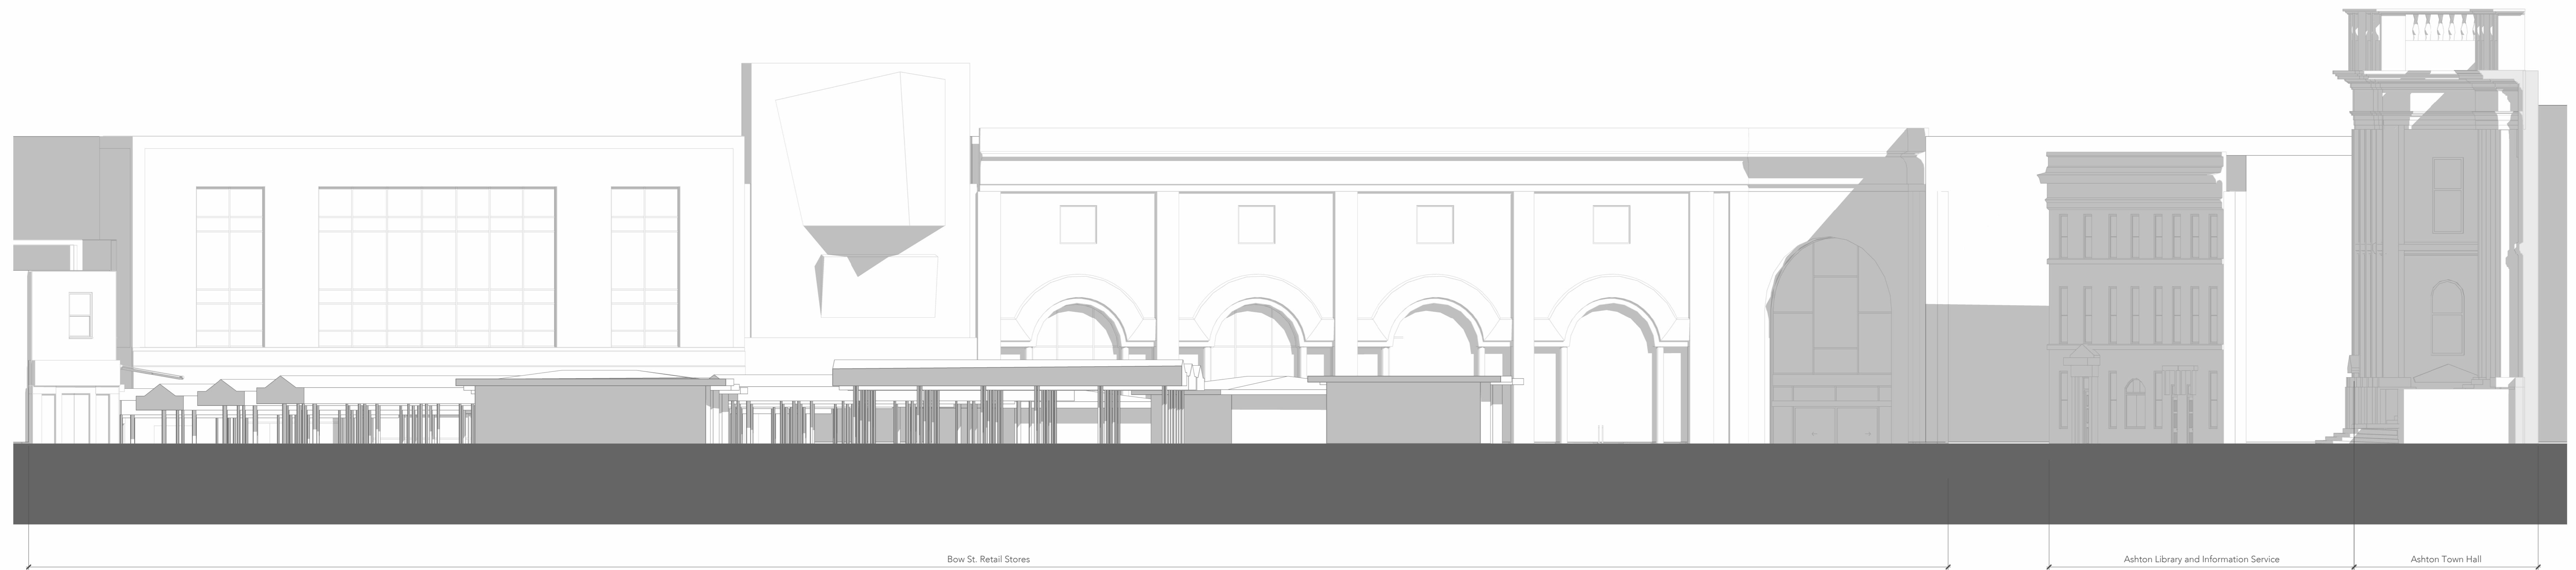 Bow St. Retail Stores
Ashton Library and Information Service
Ashton Town Hall